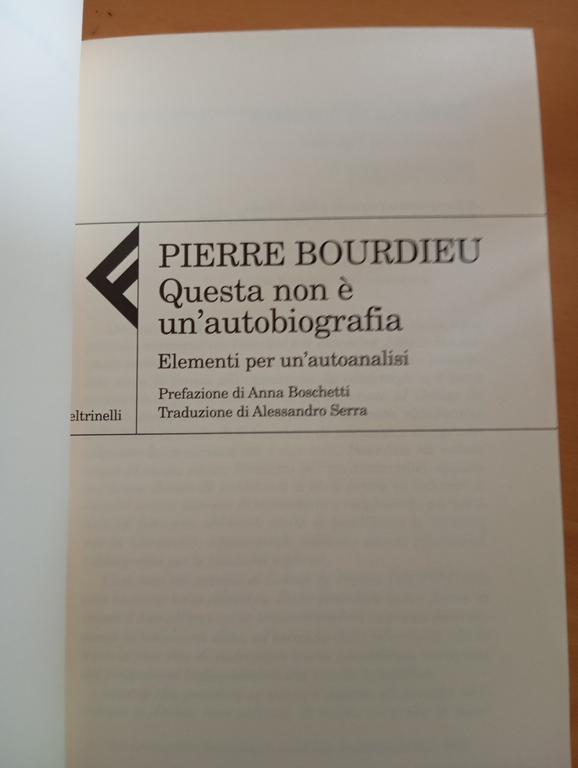 PIERRE BOURDIEU
Questa non è
un'autobiografia
Elementi per un'autoanalisi
Prefazione di Anna Boschetti
Traduzione di Alessandro Serra
eltrinelli